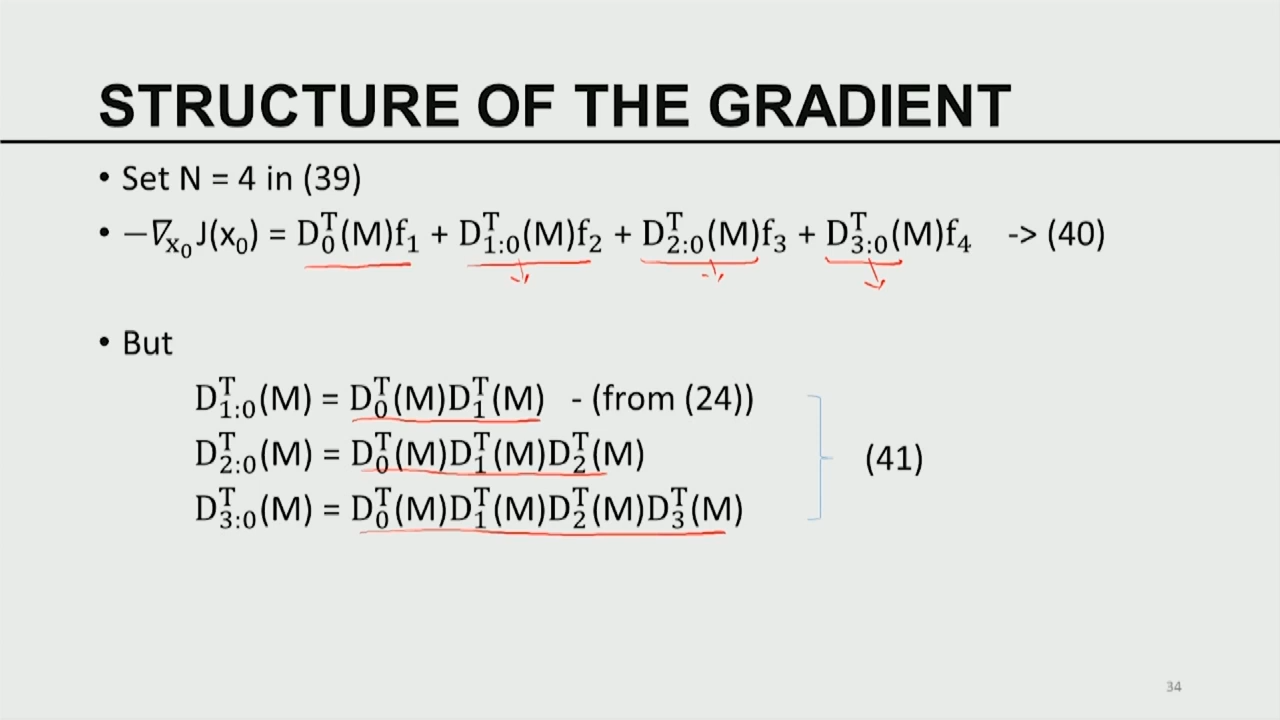 STRUCTURE OF THE GRADIENT
• Set N = 4 in (39)
• −∇x₀J(x₀) = D₀ᵀ(M)f₁ + D₁:₀ᵀ(M)f₂ + D₂:₀ᵀ(M)f₃ + D₃:₀ᵀ(M)f₄ -> (40)
• But
D₁:₀ᵀ(M) = D₀ᵀ(M)D₁ᵀ(M) - (from (24))
D₂:₀ᵀ(M) = D₀ᵀ(M)D₁ᵀ(M)D₂ᵀ(M) (41)
D₃:₀ᵀ(M) = D₀ᵀ(M)D₁ᵀ(M)D₂ᵀ(M)D₃ᵀ(M)
34